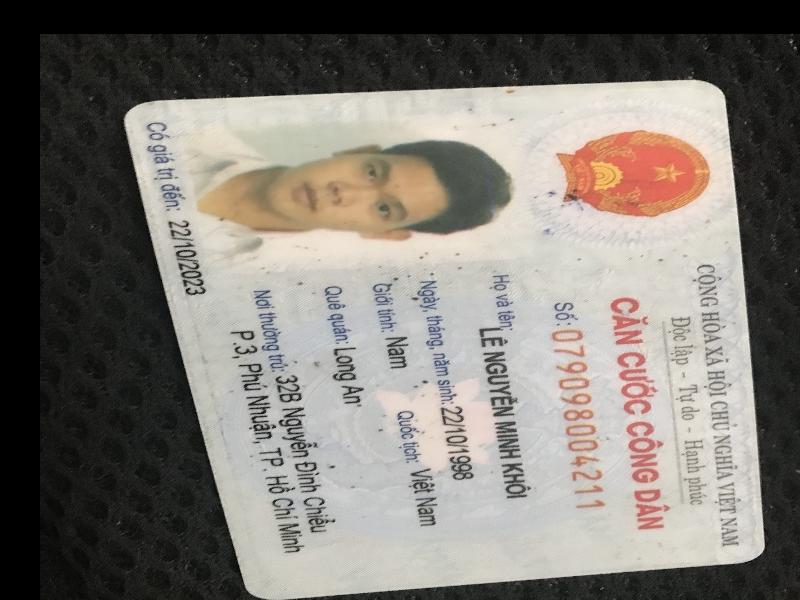 CỘNG HÒA XÃ HỘI CHỦ NGHĨA VIỆT NAM
Độc lập - Tự do - Hạnh phúc
CĂN CƯỚC CÔNG DÂN
Số: 079098004211
Họ và tên: LÊ NGUYỄN MINH KHÔI
Ngày, tháng, năm sinh: 22/10/1998
Giới tính: Nam Quốc tịch: Việt Nam
Quê quán: Long An
Nơi thường trú: 32B Nguyễn Đình Chiểu
P.3, Phú Nhuận, TP. Hồ Chí Minh
Có giá trị đến: 22/10/2023